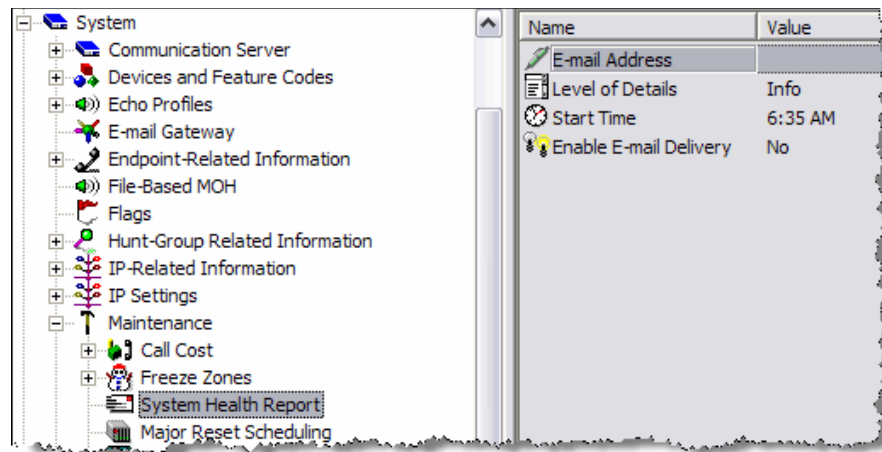 System
Communication Server
Devices and Feature Codes
Echo Profiles
E-mail Gateway
Endpoint-Related Information
File-Based MOH
Flags
Hunt-Group Related Information
IP-Related Information
IP Settings
Maintenance
Call Cost
Freeze Zones
System Health Report
Major Reset Scheduling
Name Value
E-mail Address
Level of Details Info
Start Time 6:35 AM
Enable E-mail Delivery No